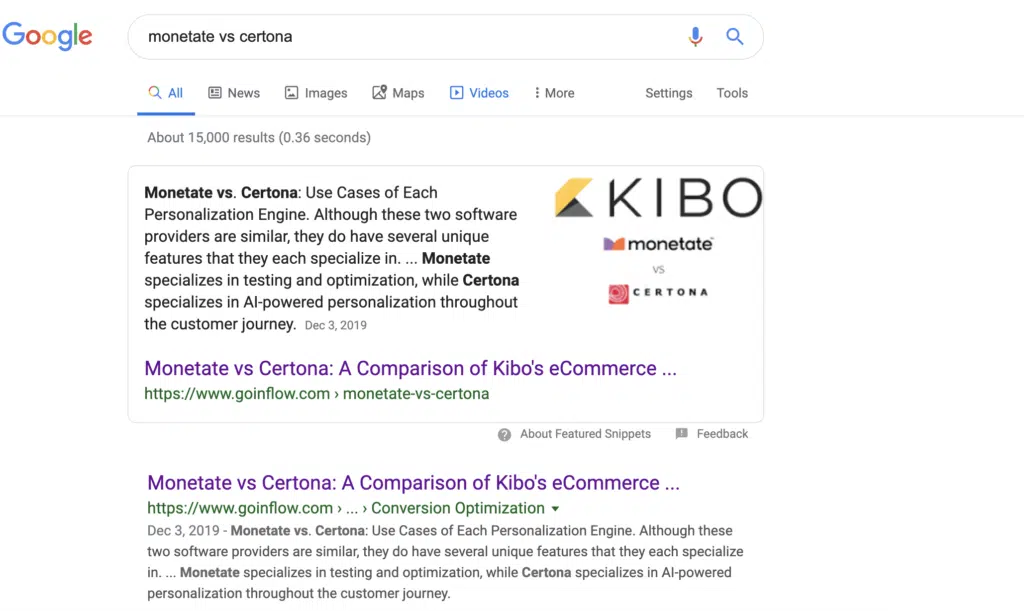 Google
monetate vs certona
All News Images Maps Videos More Settings Tools
About 15,000 results (0.36 seconds)
Monetate vs. Certona: Use Cases of Each
Personalization Engine. Although these two software
providers are similar, they do have several unique
features that they each specialize in. ... Monetate
specializes in testing and optimization, while Certona
specializes in AI-powered personalization throughout
the customer journey. Dec 3, 2019
KIBO
monetate
VS
CERTONA
Monetate vs Certona: A Comparison of Kibo's eCommerce ...
https://www.goinflow.com › monetate-vs-certona
About Featured Snippets Feedback
Monetate vs Certona: A Comparison of Kibo's eCommerce ...
https://www.goinflow.com › ... › Conversion Optimization
Dec 3, 2019 - Monetate vs. Certona: Use Cases of Each Personalization Engine. Although these
two software providers are similar, they do have several unique features that they each specialize
in. ... Monetate specializes in testing and optimization, while Certona specializes in AI-powered
personalization throughout the customer journey.